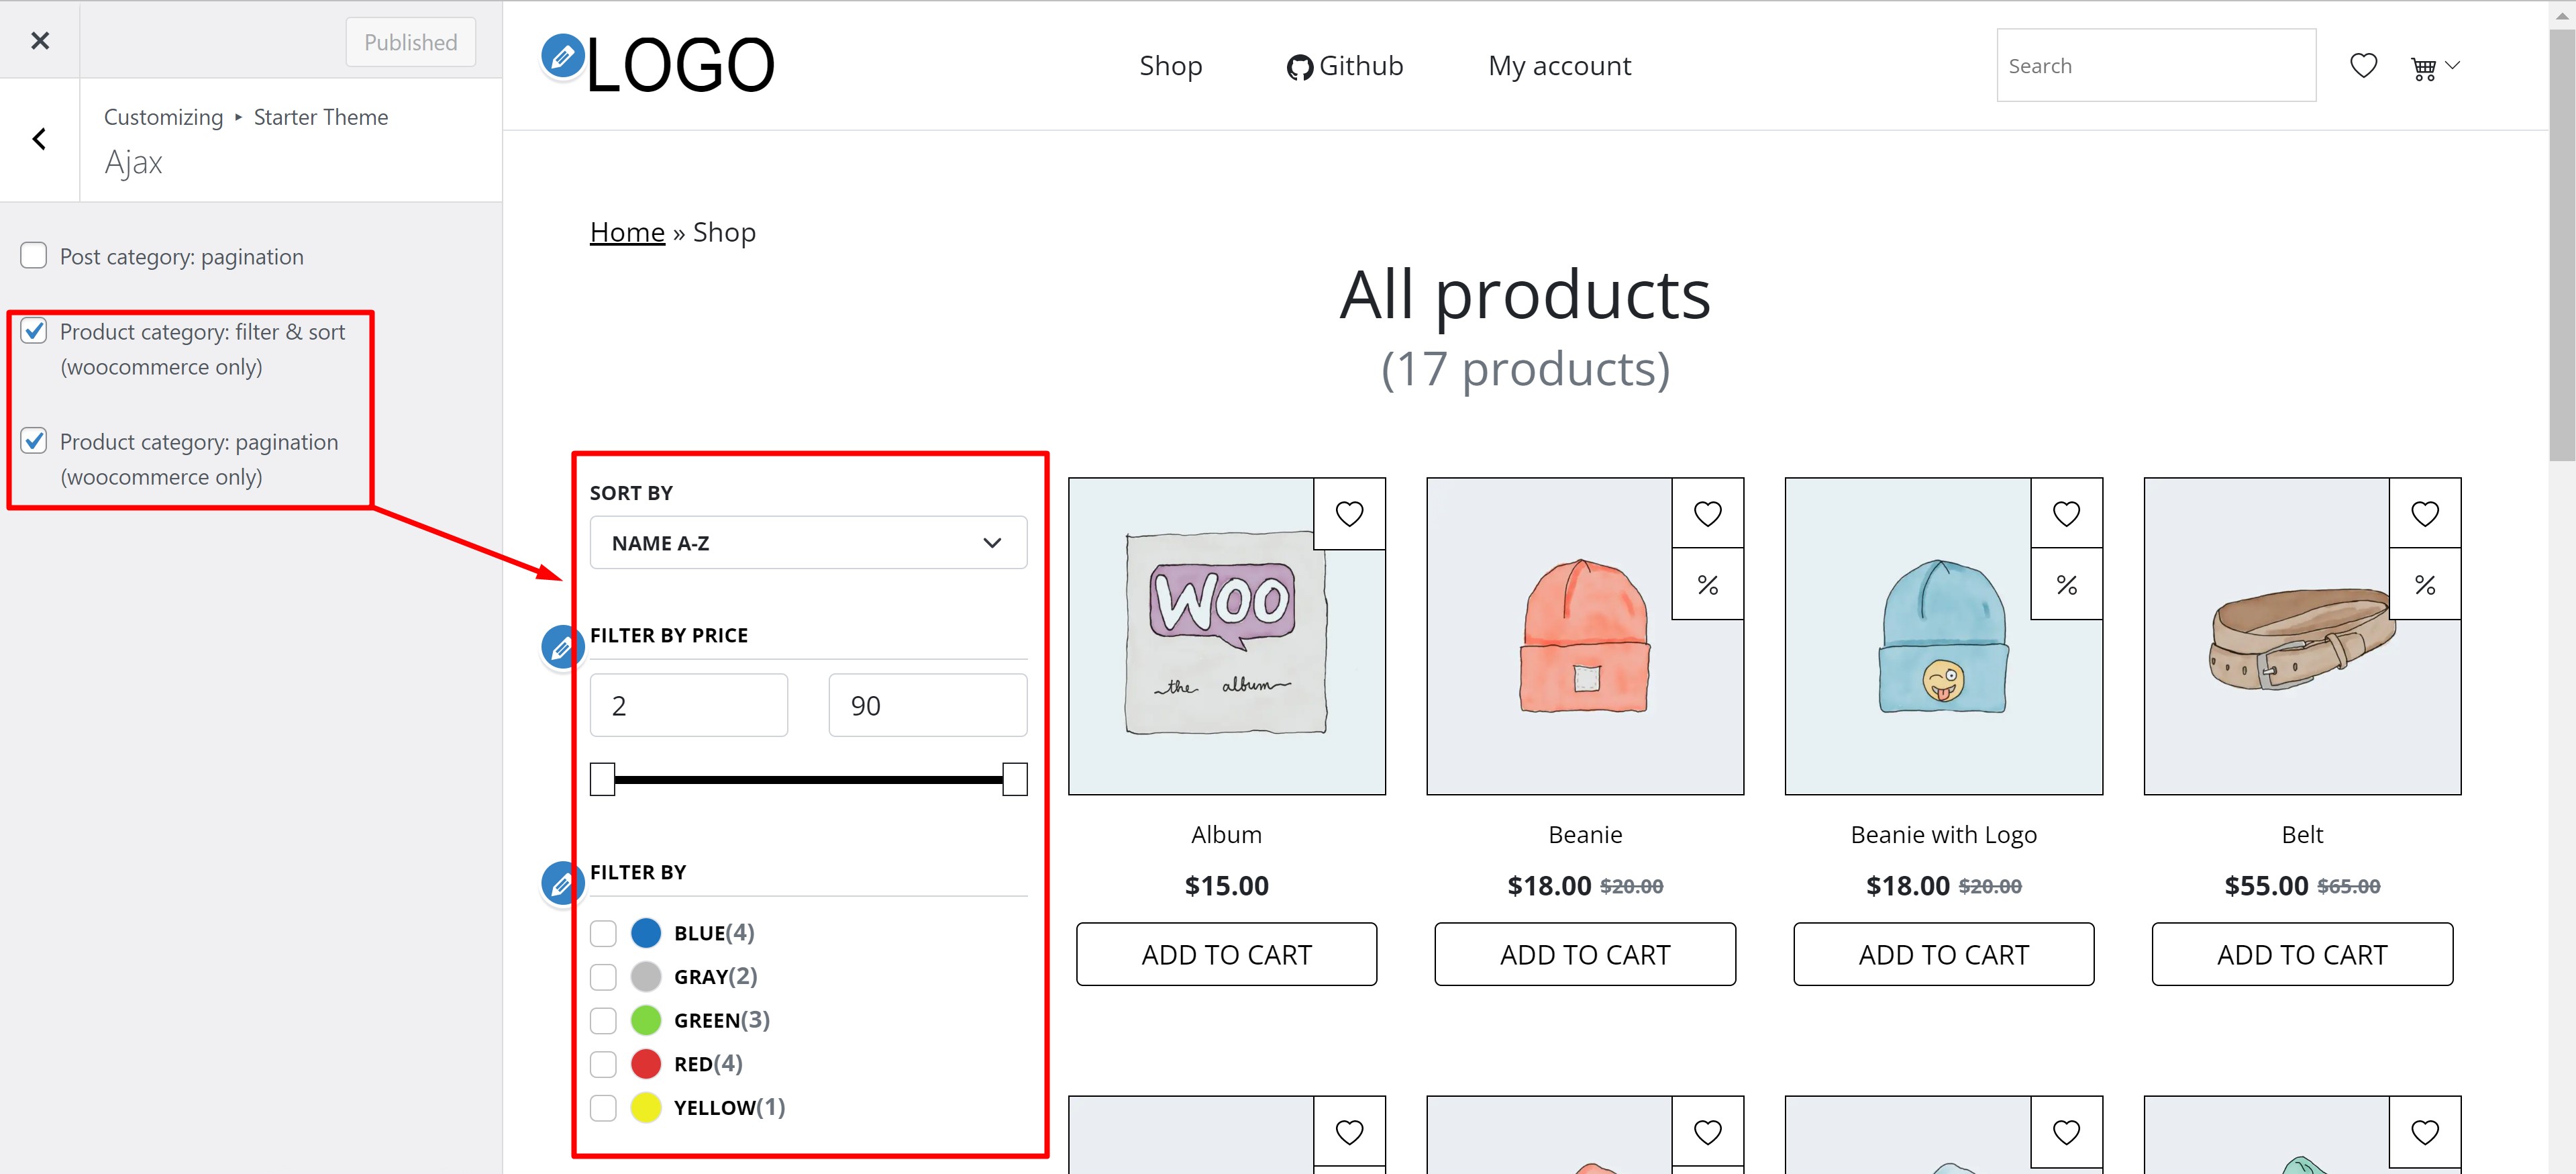 Published
Customizing ▸ Starter Theme
Ajax
Post category: pagination
Product category: filter & sort
(woocommerce only)
Product category: pagination
(woocommerce only)
LOGO
Shop
Github
My account
Search
Home » Shop
All products
(17 products)
SORT BY
NAME A-Z
FILTER BY PRICE
2
90
FILTER BY
BLUE(4)
GRAY(2)
GREEN(3)
RED(4)
YELLOW(1)
WOO
the album
%
%
%
Album
Beanie
Beanie with Logo
Belt
$15.00
$18.00 $20.00
$18.00 $20.00
$55.00 $65.00
ADD TO CART
ADD TO CART
ADD TO CART
ADD TO CART